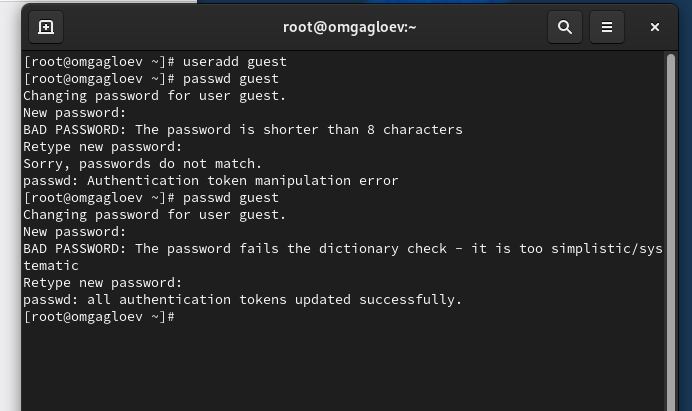 root@omgagloev:~
[root@omgagloev ~]# useradd guest
[root@omgagloev ~]# passwd guest
Changing password for user guest.
New password:
BAD PASSWORD: The password is shorter than 8 characters
Retype new password:
Sorry, passwords do not match.
passwd: Authentication token manipulation error
[root@omgagloev ~]# passwd guest
Changing password for user guest.
New password:
BAD PASSWORD: The password fails the dictionary check - it is too simplistic/sys
tematic
Retype new password:
passwd: all authentication tokens updated successfully.
[root@omgagloev ~]#